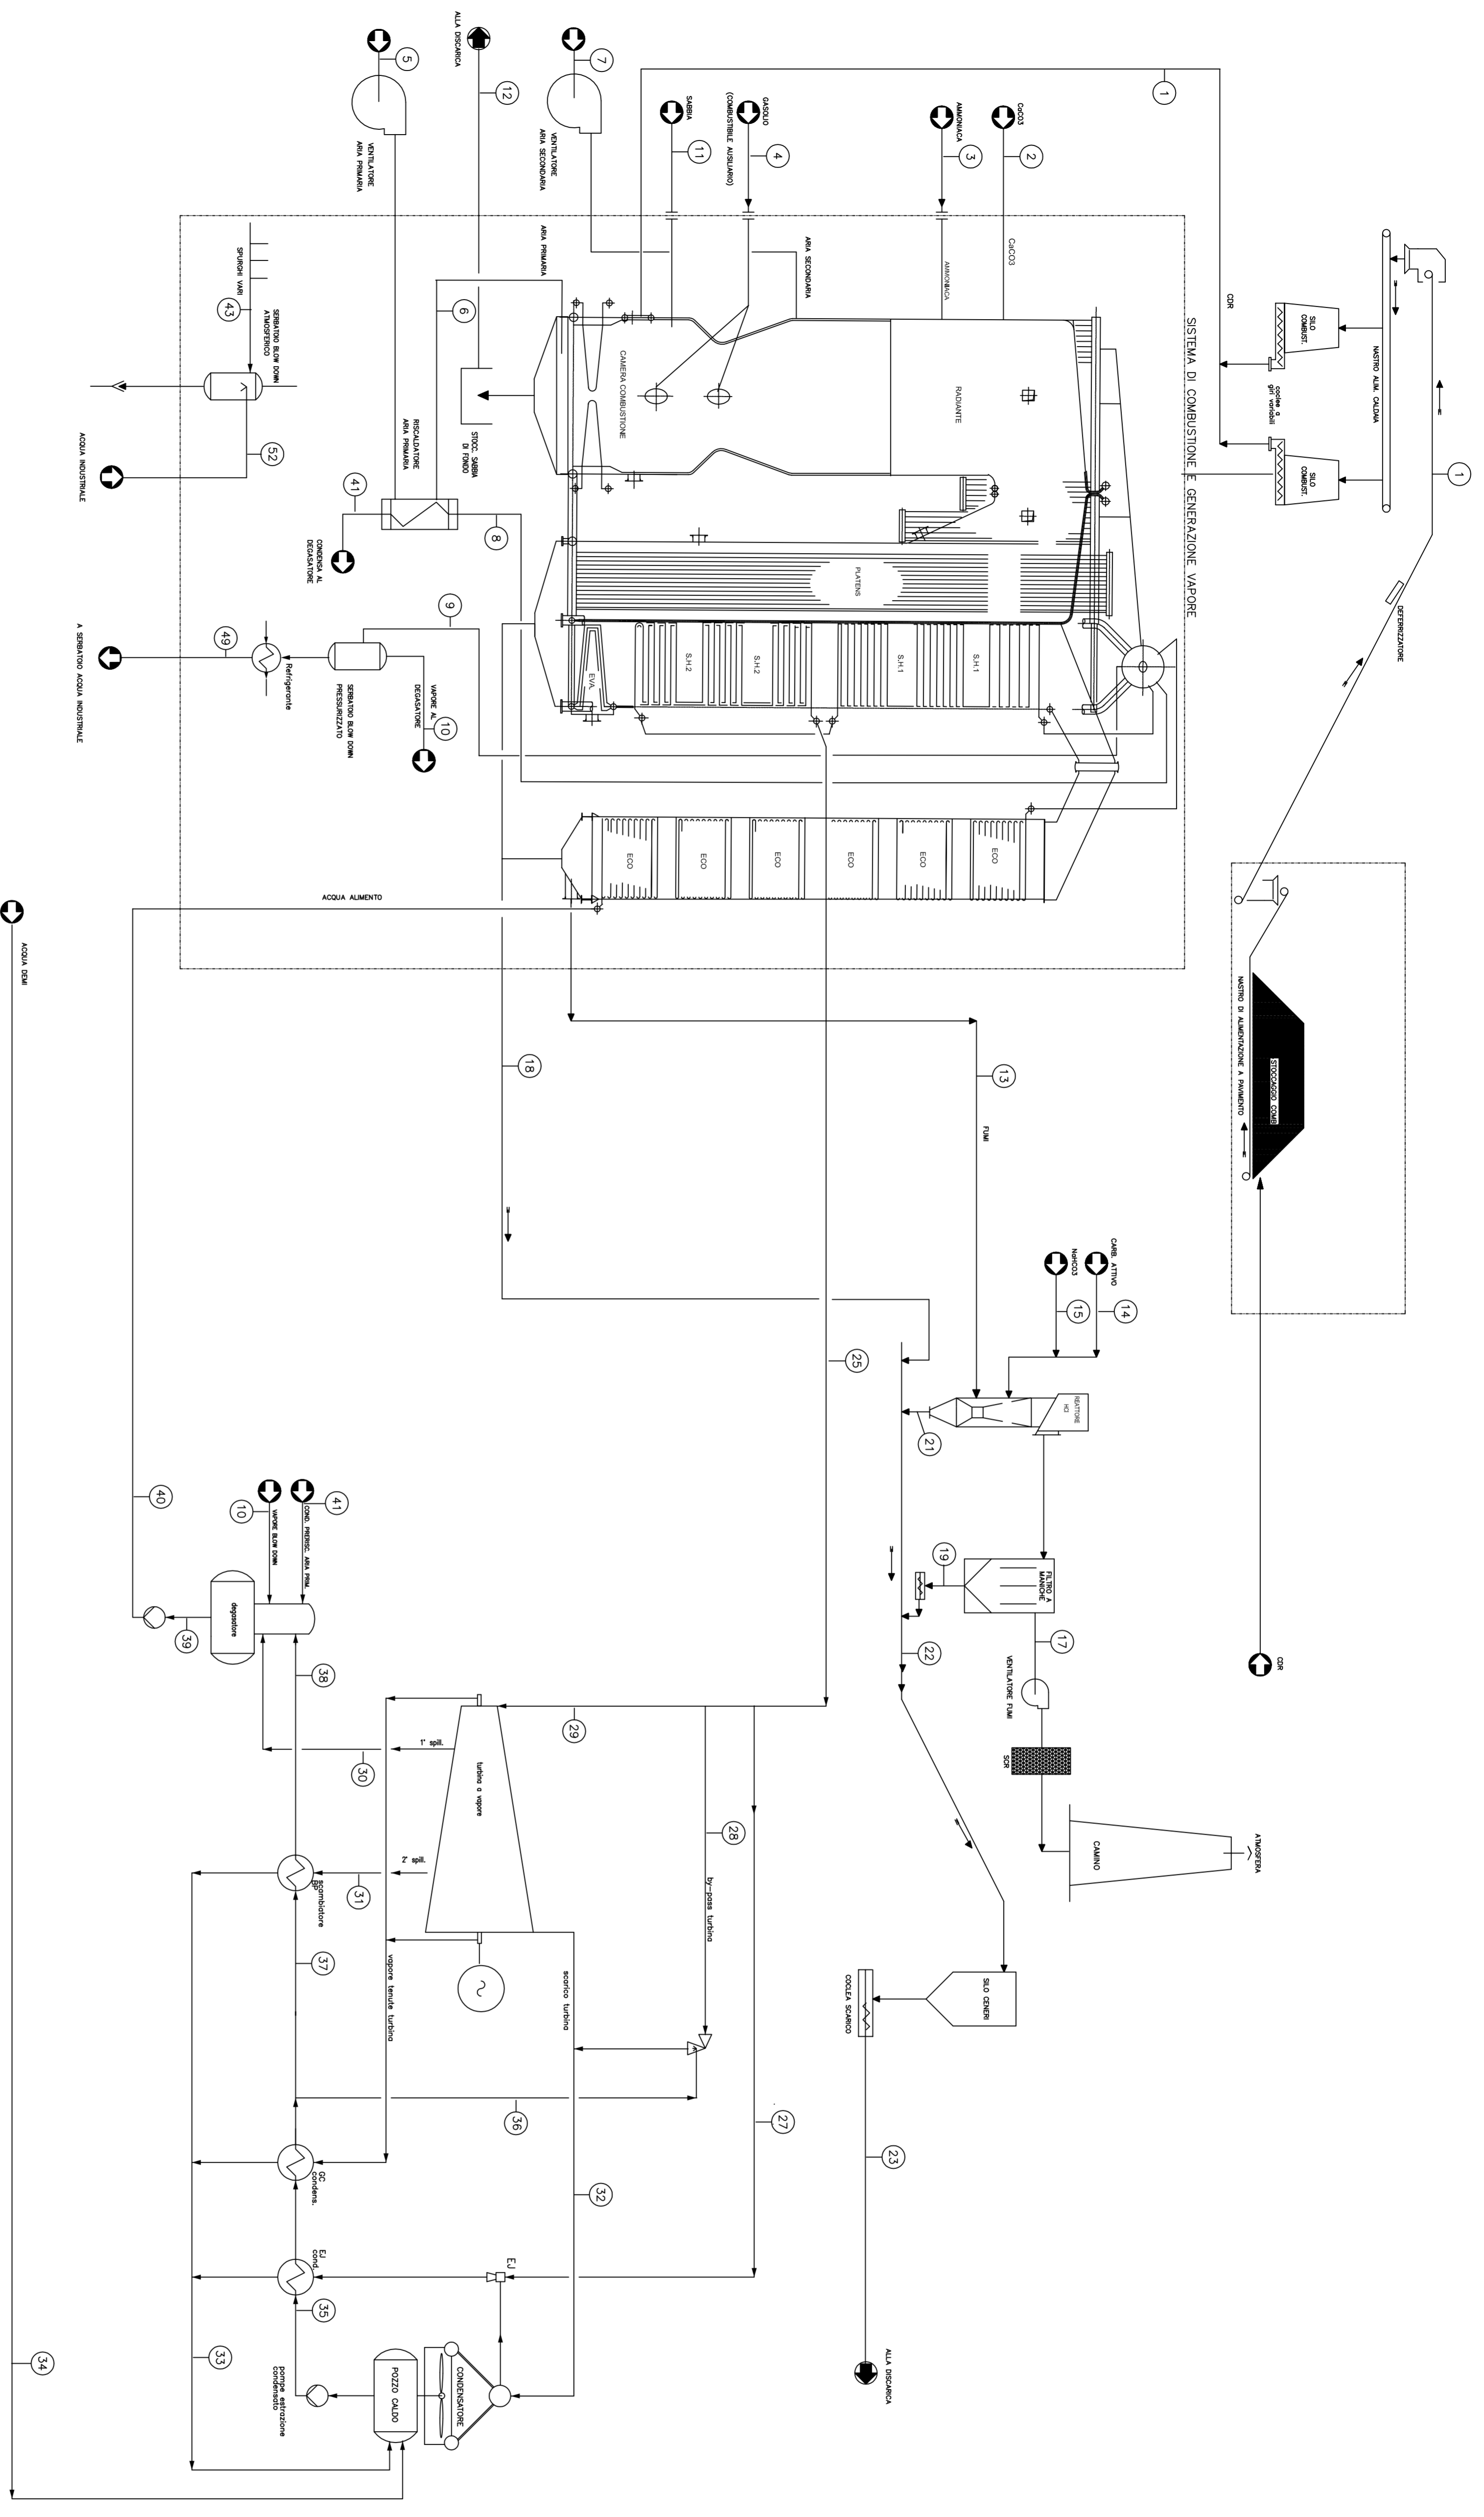 1
CDR
1
SILO
COMBUST.
SILO
COMBUST.
coclee a
giri variabili
NASTRO ALIM. CALDAIA
DEFERRIZZATORE
STOCCAGGIO COMB
NASTRO DI ALIMENTAZIONE A PAVIMENTO
CDR
SISTEMA DI COMBUSTIONE E GENERAZIONE VAPORE
CaCO3
2
CaCO3
AMMONIACA
3
AMMONIACA
GASOLIO
(COMBUSTIBILE AUSILIARIO)
4
SABBIA
11
7
VENTILATORE
ARIA SECONDARIA
ARIA SECONDARIA
ALLA DISCARICA
12
5
VENTILATORE
ARIA PRIMARIA
ARIA PRIMARIA
6
RADIANTE
CAMERA COMBUSTIONE
PLATENS
S.H.1
S.H.1
S.H.2
S.H.2
EVA.
ECO
ECO
ECO
ECO
ECO
ECO
STOCC. SABBIA
DI FONDO
RISCALDATORE
ARIA PRIMARIA
41
8
CONDENSA AL
DEGASATORE
SPURGHI VARI
43
SERBATOIO BLOW DOWN
ATMOSFERICO
52
ACQUA INDUSTRIALE
9
VAPORE AL
DEGASATORE
10
SERBATOIO BLOW DOWN
PRESSURIZZATO
Refrigerante
49
A SERBATOIO ACQUA INDUSTRIALE
ACQUA ALIMENTO
ACQUA DEMI
18
13
FUMI
CARB. ATTIVO
14
NaHCO3
15
REATTORE
HCl
21
25
FILTRO A
MANICHE
19
17
VENTILATORE FUMI
22
SCR
CAMINO
ATMOSFERA
SILO CENERI
COCLEA SCARICO
23
ALLA DISCARICA
40
41
COND. PRERISC. ARIA PRIM.
10
VAPORE BLOW DOWN
degasatore
39
38
1° spill.
30
29
turbina a vapore
2° spill.
31
28
by-pass turbina
scambiatore
BP
37
vapore tenute turbina
scarico turbina
36
27
GC
condens.
32
EJ
cond.
EJ
35
33
CONDENSATORE
POZZO CALDO
pompe estrazione
condensato
34